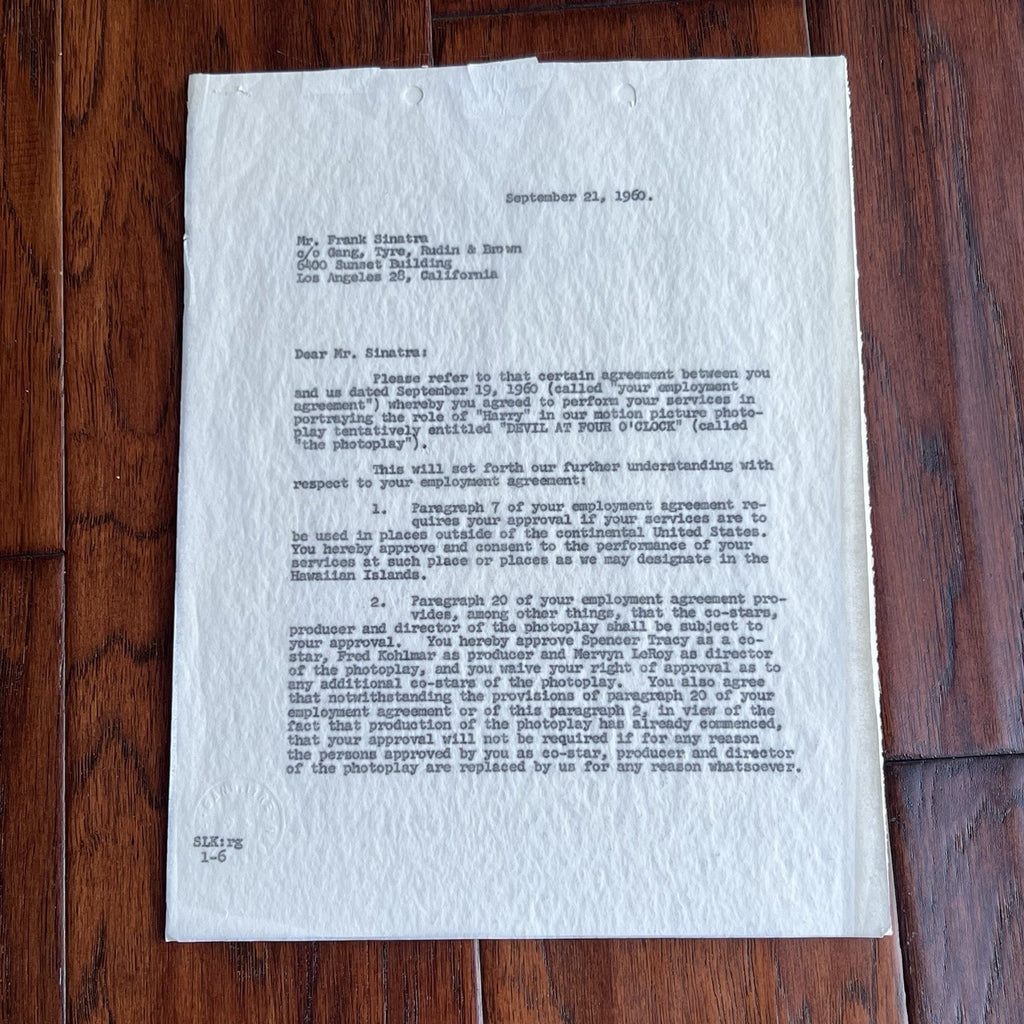 September 21, 1960.
Mr. Frank Sinatra
c/o Gang, Tyre, Rudin & Brown
6400 Sunset Building
Los Angeles 28, California
Dear Mr. Sinatra:
Please refer to that certain agreement between you
and us dated September 19, 1960 (called "your employment
agreement") whereby you agreed to perform your services in
portraying the role of "Harry" in our motion picture photo-
play tentatively entitled "DEVIL AT FOUR O'CLOCK" (called
"the photoplay").
This will set forth our further understanding with
respect to your employment agreement:
1. Paragraph 7 of your employment agreement re-
quires your approval if your services are to
be used in places outside of the continental United States.
You hereby approve and consent to the performance of your
services at such place or places as we may designate in the
Hawaiian Islands.
2. Paragraph 20 of your employment agreement pro-
vides, among other things, that the co-stars,
producer and director of the photoplay shall be subject to
your approval. You hereby approve Spencer Tracy as a co-
star, Fred Kohlmar as producer and Mervyn LeRoy as director
of the photoplay, and you waive your right of approval as to
any additional co-stars of the photoplay. You also agree
that notwithstanding the provisions of paragraph 20 of your
employment agreement or of this paragraph 2, in view of the
fact that production of the photoplay has already commenced,
that your approval will not be required if for any reason
the persons approved by you as co-star, producer and director
of the photoplay are replaced by us for any reason whatsoever.
SLK:rg
1-6